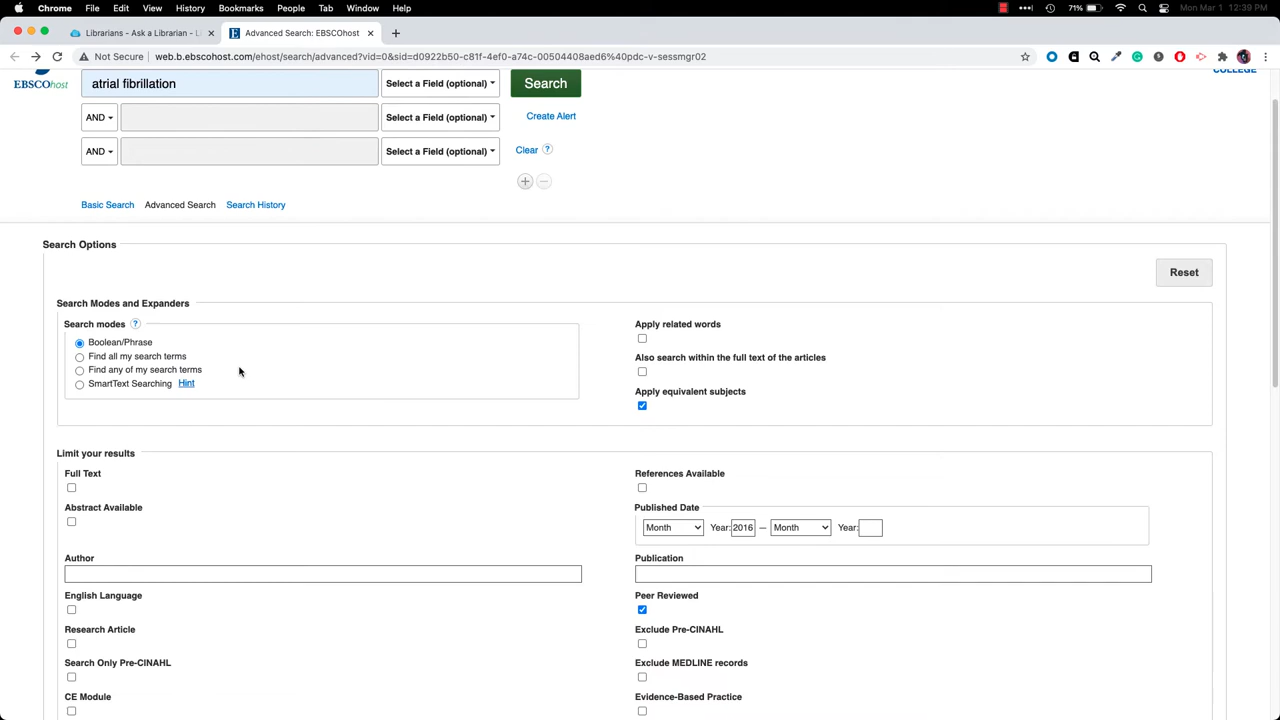 Chrome File Edit View History Bookmarks People Tab Window Help 71% Mon Mar 1 12:39 PM
Librarians - Ask a Librarian - L × Advanced Search: EBSCOhost × +
Not Secure web.b.ebscohost.com/ehost/search/advanced?vid=0&sid=d0922b50-c81f-4ef0-a74c-00504408aed6%40pdc-v-sessmgr02
EBSCOhost atrial fibrillation Select a Field (optional) Search COLLEGE
AND Select a Field (optional) Create Alert
AND Select a Field (optional) Clear ?
Basic Search Advanced Search Search History
Search Options
Reset
Search Modes and Expanders
Search modes ? Apply related words
Boolean/Phrase
Find all my search terms Also search within the full text of the articles
Find any of my search terms
SmartText Searching Hint Apply equivalent subjects
Limit your results
Full Text References Available
Abstract Available Published Date
Month Year: 2016 — Month Year:
Author Publication
English Language Peer Reviewed
Research Article Exclude Pre-CINAHL
Search Only Pre-CINAHL Exclude MEDLINE records
CE Module Evidence-Based Practice